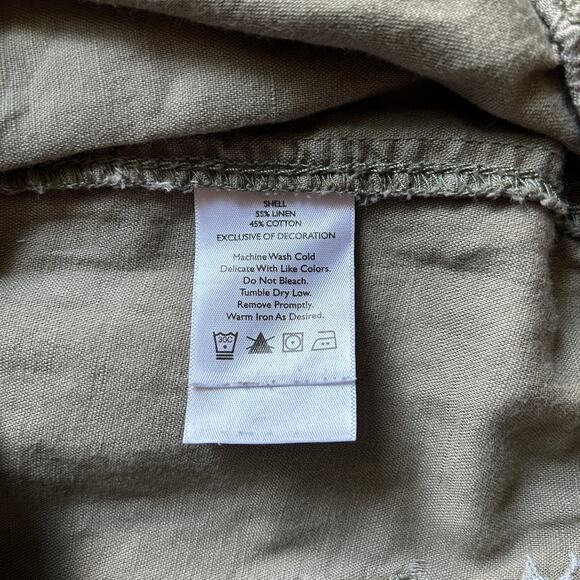 SHELL
55% LINEN
45% COTTON
EXCLUSIVE OF DECORATION
Machine Wash Cold
Delicate With Like Colors.
Do Not Bleach.
Tumble Dry Low.
Remove Promptly.
Warm Iron As Desired.
30C